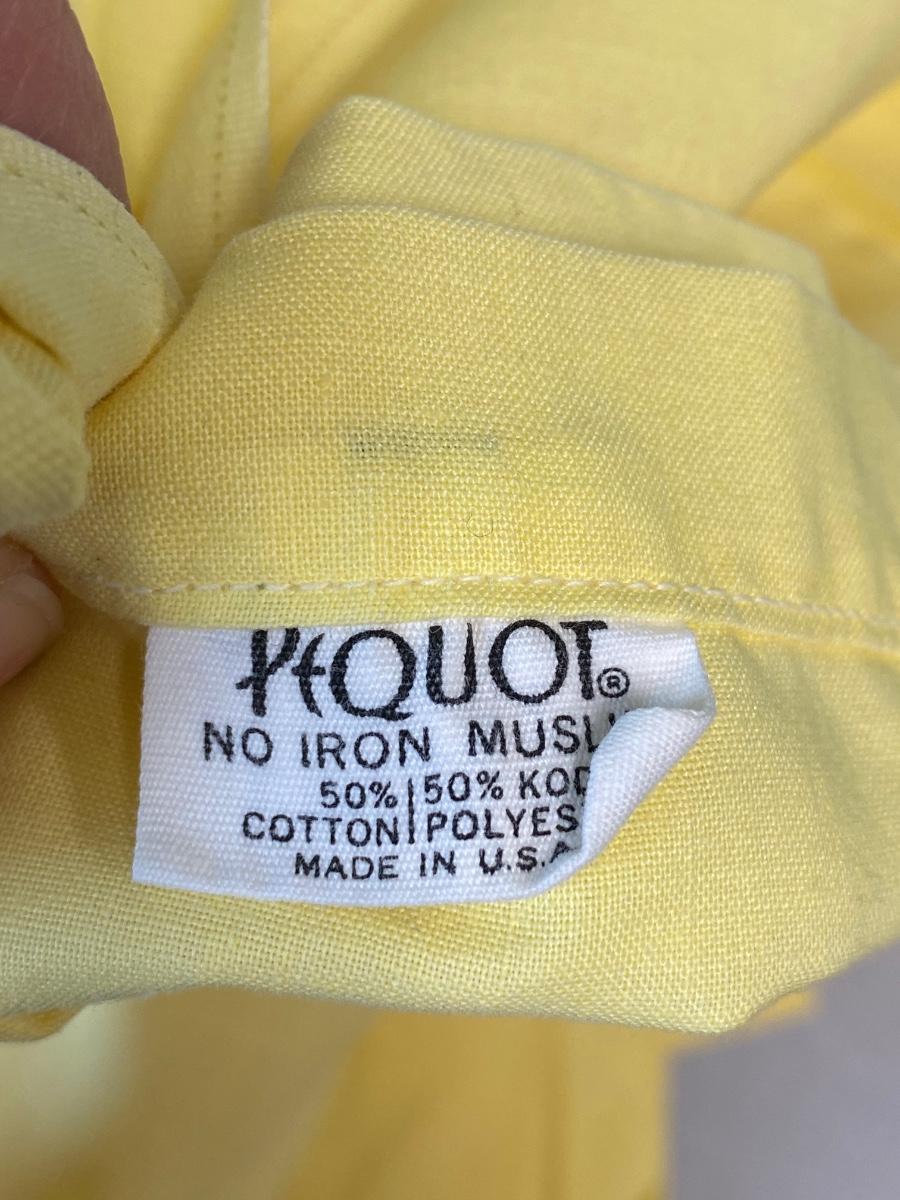 PEQUOT®
NO IRON MUSL
50% 50% KOD
COTTON POLYES
MADE IN U.S.A